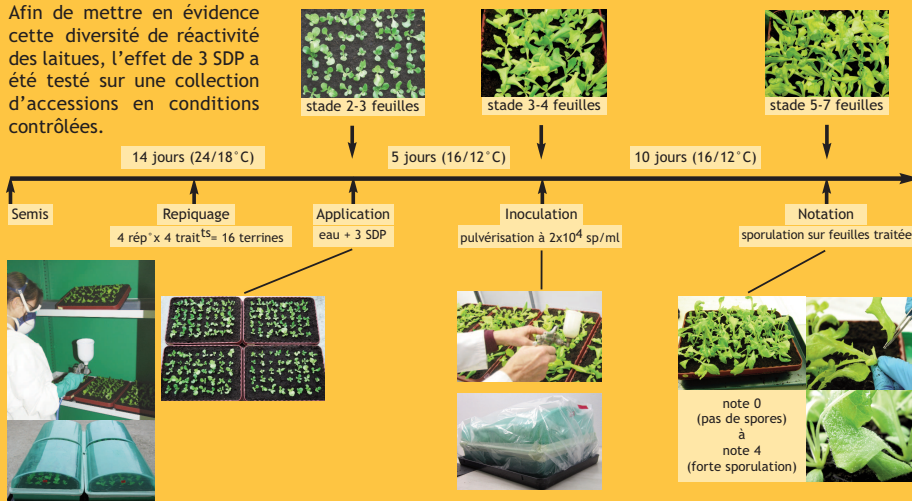 Afin de mettre en évidence
cette diversité de réactivité
des laitues, l'effet de 3 SDP a
été testé sur une collection
d'accessions en conditions
contrôlées.
stade 2-3 feuilles
stade 3-4 feuilles
stade 5-7 feuilles
14 jours (24/18°C)
5 jours (16/12°C)
10 jours (16/12°C)
Semis
Repiquage
4 rép° x 4 traitts= 16 terrines
Application
eau + 3 SDP
Inoculation
pulvérisation à 2x104 sp/ml
Notation
sporulation sur feuilles traitée
note 0
(pas de spores)
à
note 4
(forte sporulation)